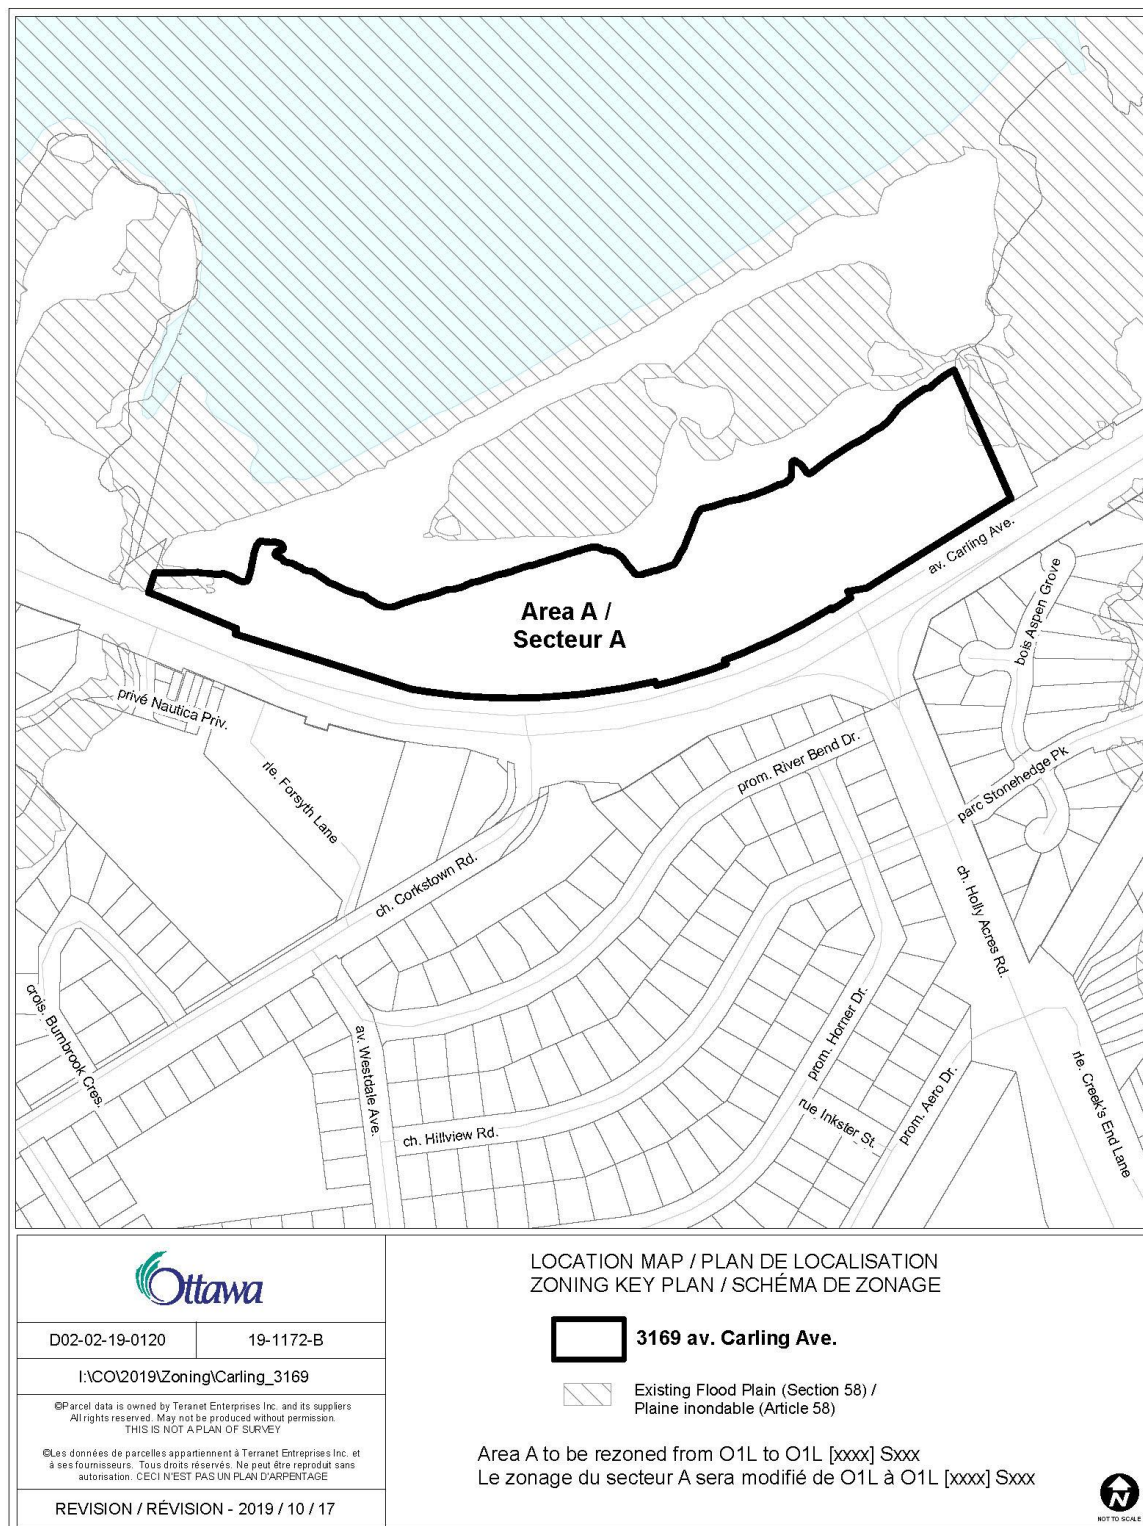 Area A /
Secteur A
av. Carling Ave.
bois Aspen Grove
privé Nautica Priv.
rle. Forsyth Lane
prom. River Bend Dr.
parc Stonehedge Pk
ch. Corkstown Rd.
ch. Holly Acres Rd.
crois. Burnbrook Cres.
av. Westdale Ave.
prom. Horner Dr.
ch. Hillview Rd.
rue Inkster St.
prom. Aero Dr.
rle. Creek's End Lane
Ottawa
D02-02-19-0120
19-1172-B
I:\CO\2019\Zoning\Carling_3169
©Parcel data is owned by Teranet Enterprises Inc. and its suppliers
All rights reserved. May not be produced without permission.
THIS IS NOT A PLAN OF SURVEY
©Les données de parcelles appartiennent à Terranet Entreprises Inc. et
à ses fournisseurs. Tous droits réservés. Ne peut être reproduit sans
autorisation. CECI N'EST PAS UN PLAN D'ARPENTAGE
REVISION / RÉVISION - 2019 / 10 / 17
LOCATION MAP / PLAN DE LOCALISATION
ZONING KEY PLAN / SCHÉMA DE ZONAGE
3169 av. Carling Ave.
Existing Flood Plain (Section 58) /
Plaine inondable (Article 58)
Area A to be rezoned from O1L to O1L [xxxx] Sxxx
Le zonage du secteur A sera modifié de O1L à O1L [xxxx] Sxxx
N
NOT TO SCALE